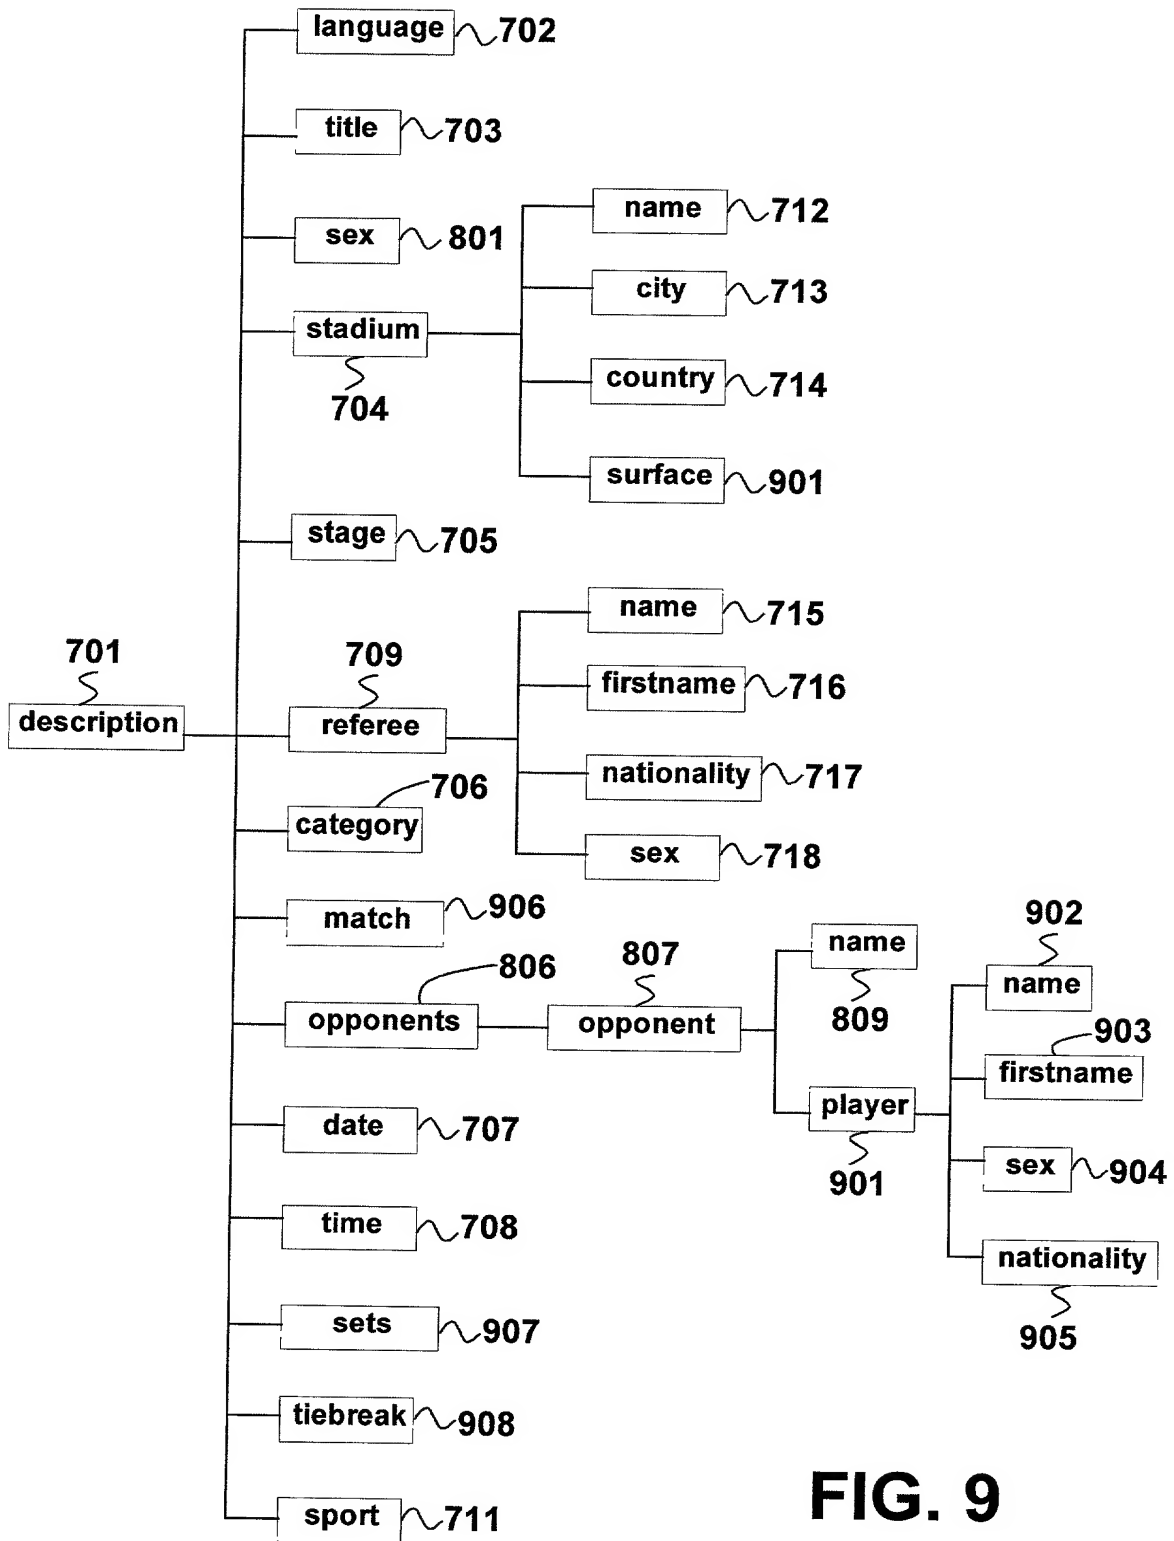 language 702
title 703
sex 801
stadium
704
name 712
city 713
country 714
surface 901
stage 705
701
description
709
referee
name 715
firstname 716
nationality 717
sex 718
706
category
match 906
806
opponents
807
opponent
name
809
player
901
902
name
903
firstname
sex 904
nationality
905
date 707
time 708
sets 907
tiebreak 908
sport 711
FIG. 9